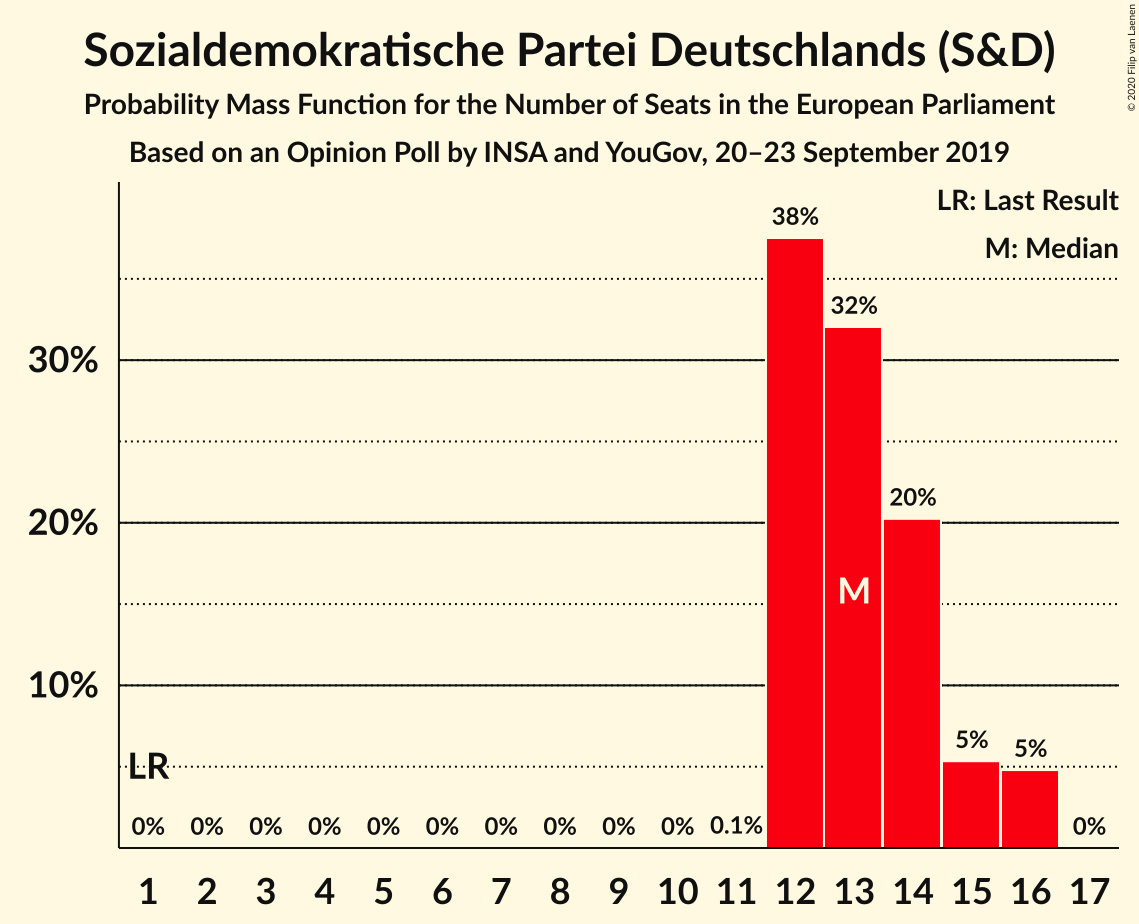 Sozialdemokratische Partei Deutschlands (S&D)
Probability Mass Function for the Number of Seats in the European Parliament
Based on an Opinion Poll by INSA and YouGov, 20–23 September 2019
© 2020 Filip van Laenen
LR: Last Result
M: Median
38%
32%
30%
20%
20%
M
10%
5%
5%
LR
0% 0% 0% 0% 0% 0% 0% 0% 0% 0% 0.1% 0%
1 2 3 4 5 6 7 8 9 10 11 12 13 14 15 16 17